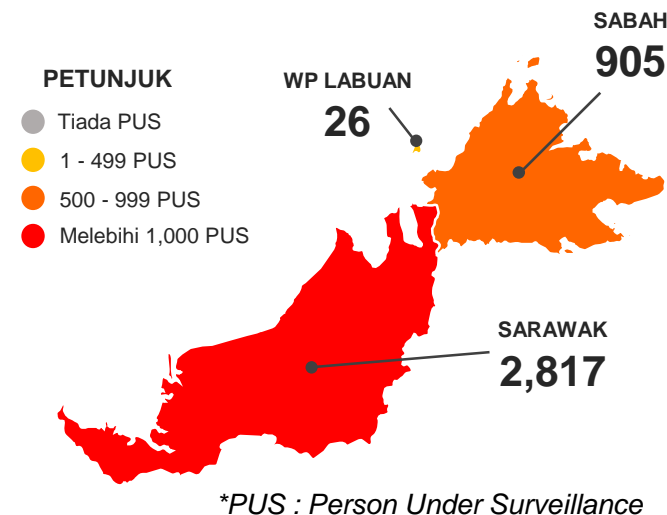 SABAH
905
PETUNJUK
WP LABUAN
26
Tiada PUS
1 - 499 PUS
500 - 999 PUS
Melebihi 1,000 PUS
SARAWAK
2,817
*PUS : Person Under Surveillance